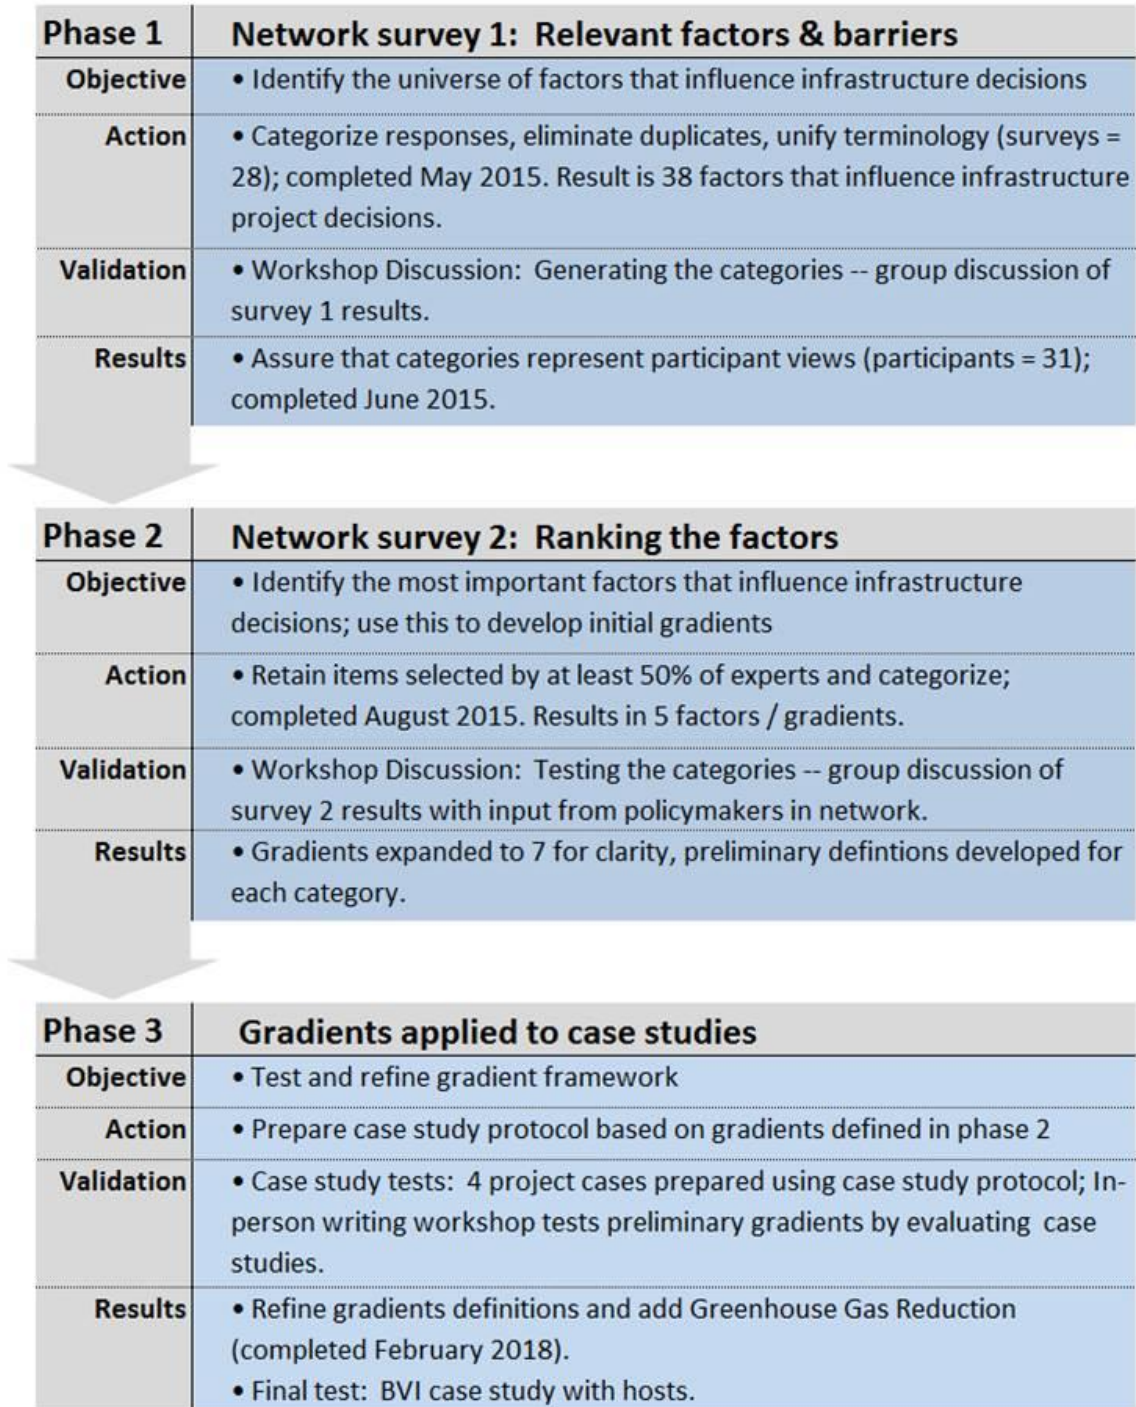 Phase 1
Network survey 1: Relevant factors & barriers
Objective
• Identify the universe of factors that influence infrastructure decisions
Action
• Categorize responses, eliminate duplicates, unify terminology (surveys =
28); completed May 2015. Result is 38 factors that influence infrastructure
project decisions.
Validation
• Workshop Discussion: Generating the categories -- group discussion of
survey 1 results.
Results
• Assure that categories represent participant views (participants = 31);
completed June 2015.
Phase 2
Network survey 2: Ranking the factors
Objective
• Identify the most important factors that influence infrastructure
decisions; use this to develop initial gradients
Action
• Retain items selected by at least 50% of experts and categorize;
completed August 2015. Results in 5 factors / gradients.
Validation
• Workshop Discussion: Testing the categories -- group discussion of
survey 2 results with input from policymakers in network.
Results
• Gradients expanded to 7 for clarity, preliminary defintions developed for
each category.
Phase 3
Gradients applied to case studies
Objective
• Test and refine gradient framework
Action
• Prepare case study protocol based on gradients defined in phase 2
Validation
• Case study tests: 4 project cases prepared using case study protocol; In-
person writing workshop tests preliminary gradients by evaluating case
studies.
Results
• Refine gradients definitions and add Greenhouse Gas Reduction
(completed February 2018).
• Final test: BVI case study with hosts.